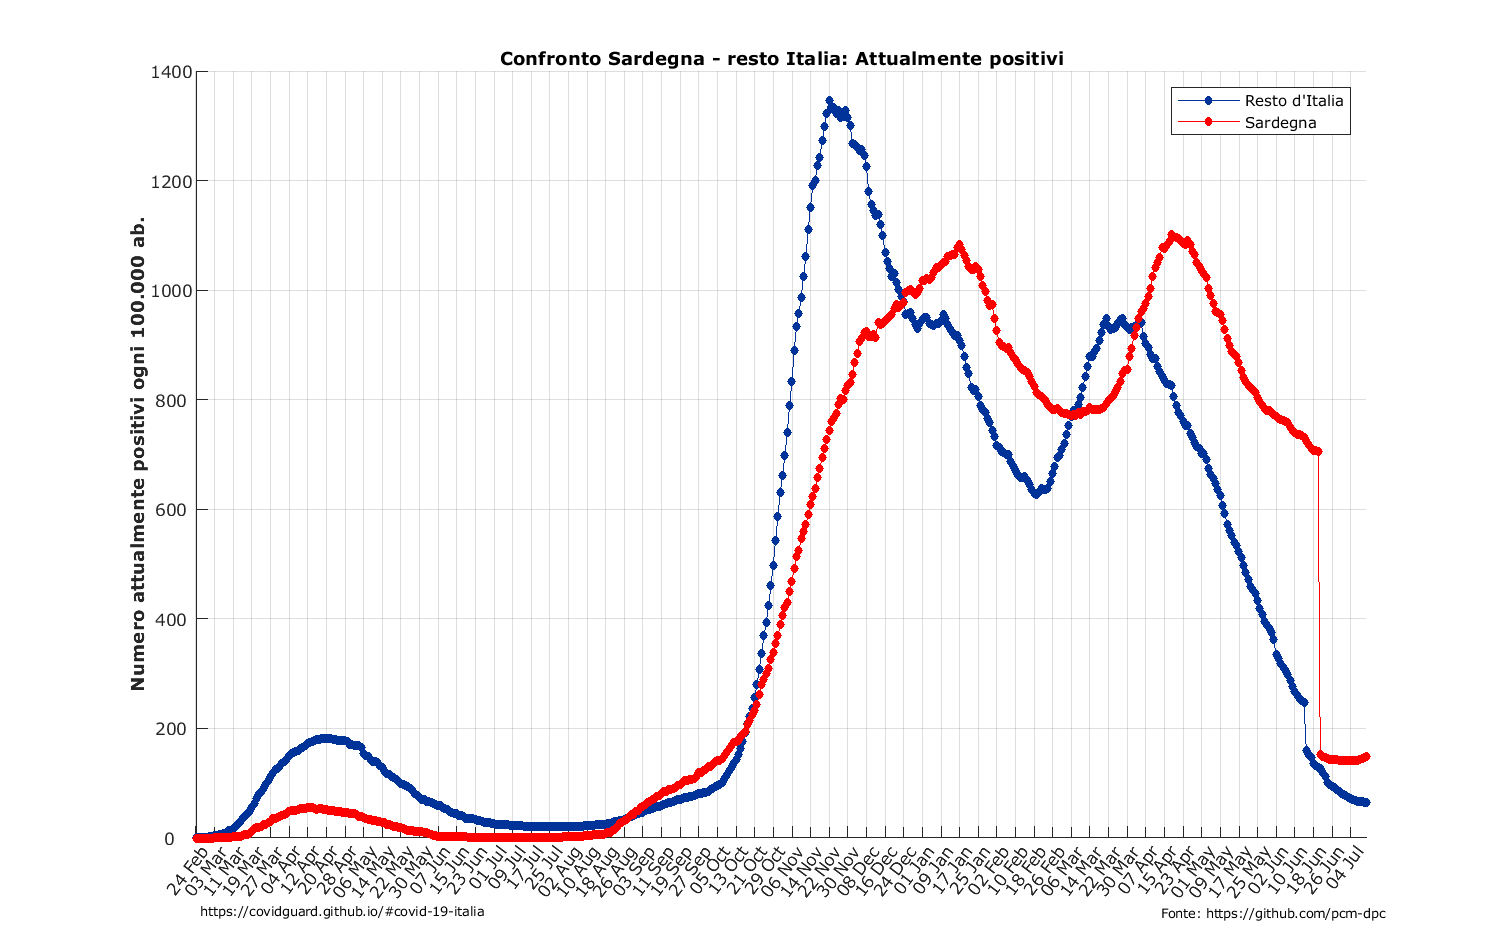 Confronto Sardegna - resto Italia: Attualmente positivi
Numero attualmente positivi ogni 100.000 ab.
1400
1200
1000
800
600
400
200
0
Resto d'Italia
Sardegna
24 Feb
03 Mar
11 Mar
19 Mar
27 Mar
04 Apr
12 Apr
20 Apr
28 Apr
06 May
14 May
22 May
30 May
07 Jun
15 Jun
23 Jun
01 Jul
09 Jul
17 Jul
25 Jul
02 Aug
10 Aug
18 Aug
26 Aug
03 Sep
11 Sep
19 Sep
27 Sep
05 Oct
13 Oct
21 Oct
29 Oct
06 Nov
14 Nov
22 Nov
30 Nov
08 Dec
16 Dec
24 Dec
01 Jan
09 Jan
17 Jan
25 Jan
02 Feb
10 Feb
18 Feb
26 Feb
06 Mar
14 Mar
22 Mar
30 Mar
07 Apr
15 Apr
23 Apr
01 May
09 May
17 May
25 May
02 Jun
10 Jun
18 Jun
26 Jun
04 Jul
https://covidguard.github.io/#covid-19-italia
Fonte: https://github.com/pcm-dpc